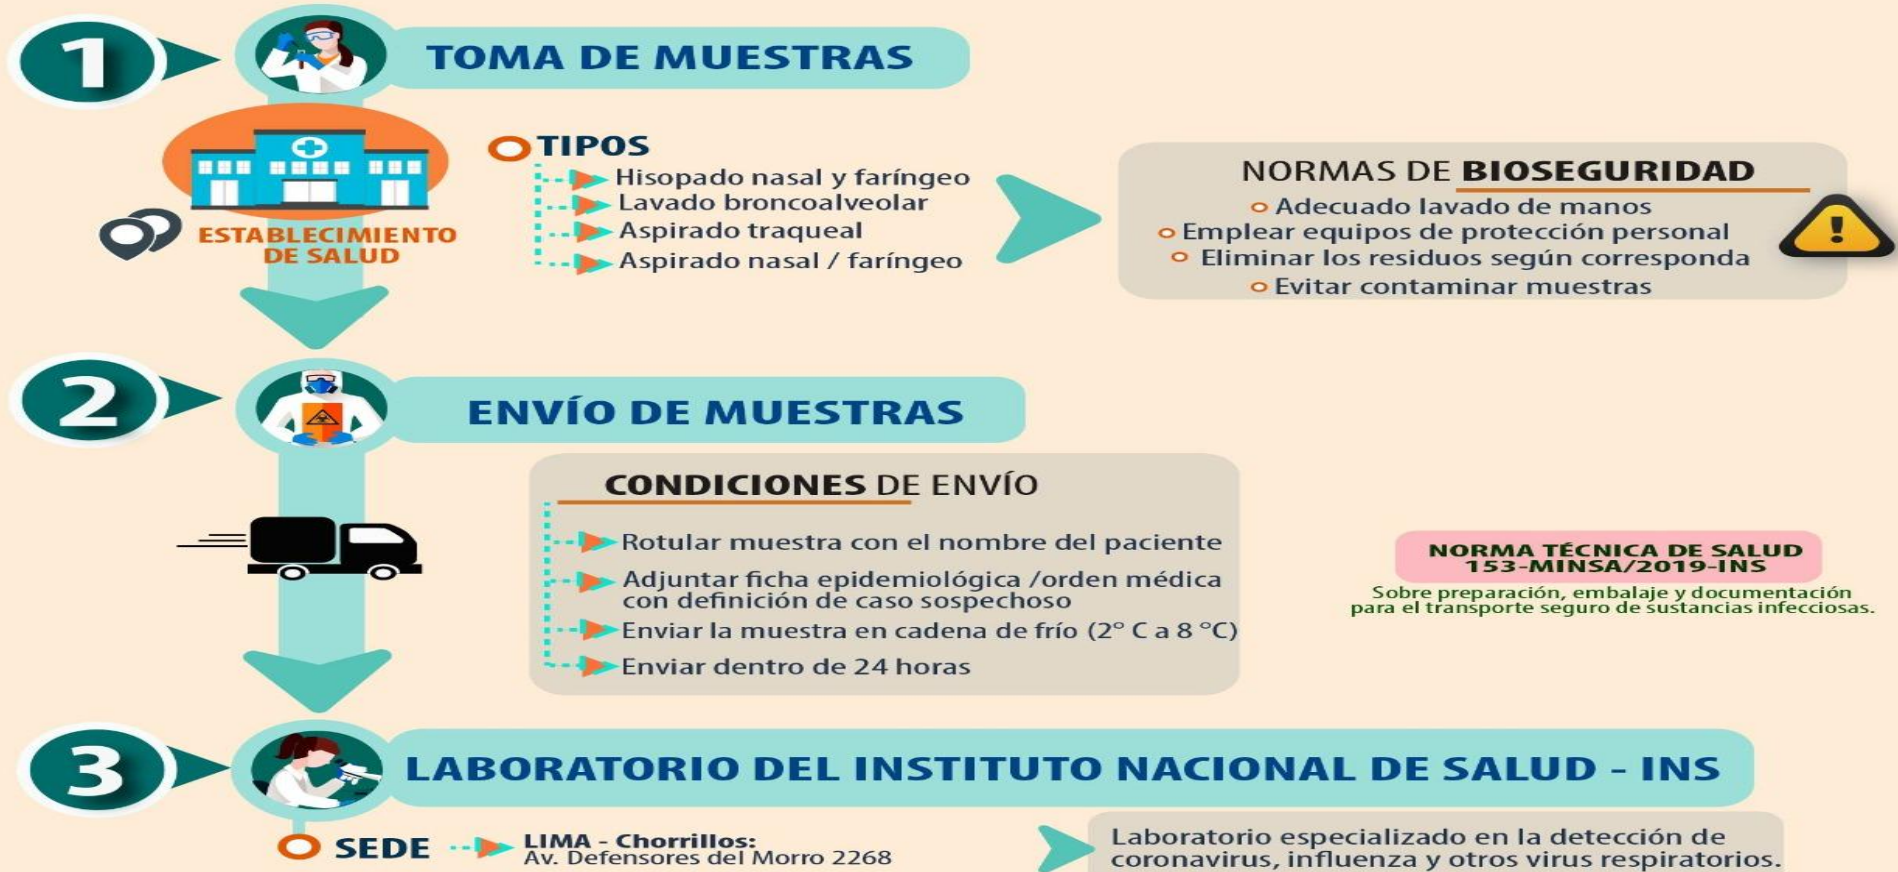 1
TOMA DE MUESTRAS
ESTABLECIMIENTO
DE SALUD
TIPOS
Hisopado nasal y faríngeo
Lavado broncoalveolar
Aspirado traqueal
Aspirado nasal / faríngeo
NORMAS DE BIOSEGURIDAD
Adecuado lavado de manos
Emplear equipos de protección personal
Eliminar los residuos según corresponda
Evitar contaminar muestras
!
2
ENVÍO DE MUESTRAS
CONDICIONES DE ENVÍO
Rotular muestra con el nombre del paciente
Adjuntar ficha epidemiológica /orden médica
con definición de caso sospechoso
Enviar la muestra en cadena de frío (2° C a 8 °C)
Enviar dentro de 24 horas
NORMA TÉCNICA DE SALUD
153-MINSA/2019-INS
Sobre preparación, embalaje y documentación
para el transporte seguro de sustancias infecciosas.
3
LABORATORIO DEL INSTITUTO NACIONAL DE SALUD - INS
SEDE
LIMA - Chorrillos:
Av. Defensores del Morro 2268
Laboratorio especializado en la detección de
coronavirus, influenza y otros virus respiratorios.